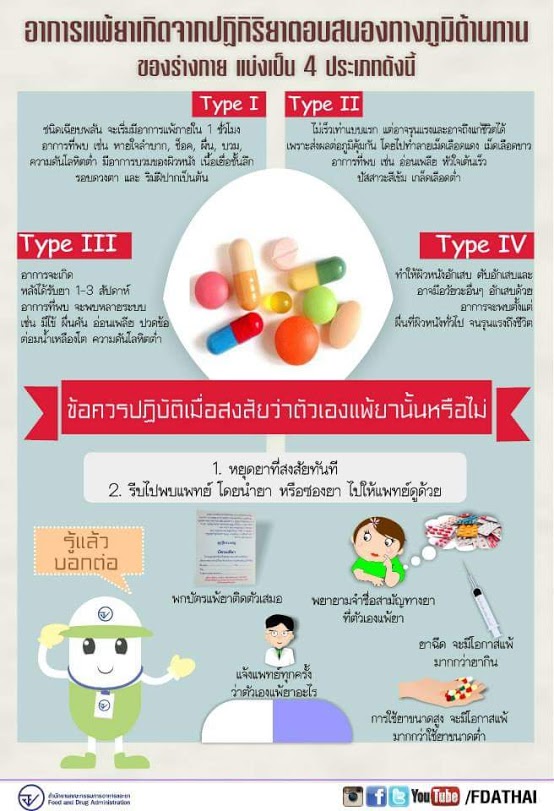 อาการแพ้ยาเกิดจากปฏิกิริยาตอบสนองทางภูมิต้านทาน
ของร่างกาย แบ่งเป็น 4 ประเภทดังนี้
Type I
ชนิดเฉียบพลัน จะเริ่มมีอาการแพ้ภายใน 1 ชั่วโมง
อาการที่พบ เช่น หายใจลำบาก, ช็อค, ผื่น, บวม,
ความดันโลหิตต่ำ มีอาการบวมของผิวหนัง เนื้อเยื่อชั้นลึก
รอบดวงตา และ ริมฝีปากเป็นต้น
Type II
ไม่เร็วเท่าแบบแรก แต่อาจรุนแรงและอาจถึงแก่ชีวิตได้
เพราะส่งผลต่อภูมิคุ้มกัน โดยไปทำลายเม็ดเลือดแดง เม็ดเลือดขาว
อาการที่พบ เช่น อ่อนเพลีย หัวใจเต้นเร็ว
ปัสสาวะสีเข้ม เกล็ดเลือดต่ำ
Type III
อาการจะเกิด
หลังได้รับยา 1-3 สัปดาห์
อาการที่พบ จะพบหลายระบบ
เช่น มีไข้ ผื่นคัน อ่อนเพลีย ปวดข้อ
ต่อมน้ำเหลืองโต ความดันโลหิตต่ำ
Type IV
ทำให้ผิวหนังอักเสบ ตับอักเสบและ
อาจมีอวัยวะอื่นๆ อักเสบด้วย
อาการจะพบตั้งแต่
ผื่นที่ผิวหนังทั่วไป จนรุนแรงถึงชีวิต
ข้อควรปฏิบัติเมื่อสงสัยว่าตัวเองแพ้ยานั้นหรือไม่
1. หยุดยาที่สงสัยทันที
2. รีบไปพบแพทย์ โดยนำยา หรือซองยา ไปให้แพทย์ดูด้วย
รู้แล้ว
บอกต่อ
พกบัตรแพ้ยาติดตัวเสมอ
พยายามจำชื่อสามัญทางยา
ที่ตัวเองแพ้ยา
ยาฉีด จะมีโอกาสแพ้
มากกว่ายากิน
แจ้งแพทย์ทุกครั้ง
ว่าตัวเองแพ้ยาอะไร
การใช้ยาขนาดสูง จะมีโอกาสแพ้
มากกว่าใช้ยาขนาดต่ำ
สำนักงานคณะกรรมการอาหารและยา
Food and Drug Administration
YouTube /FDATHAI